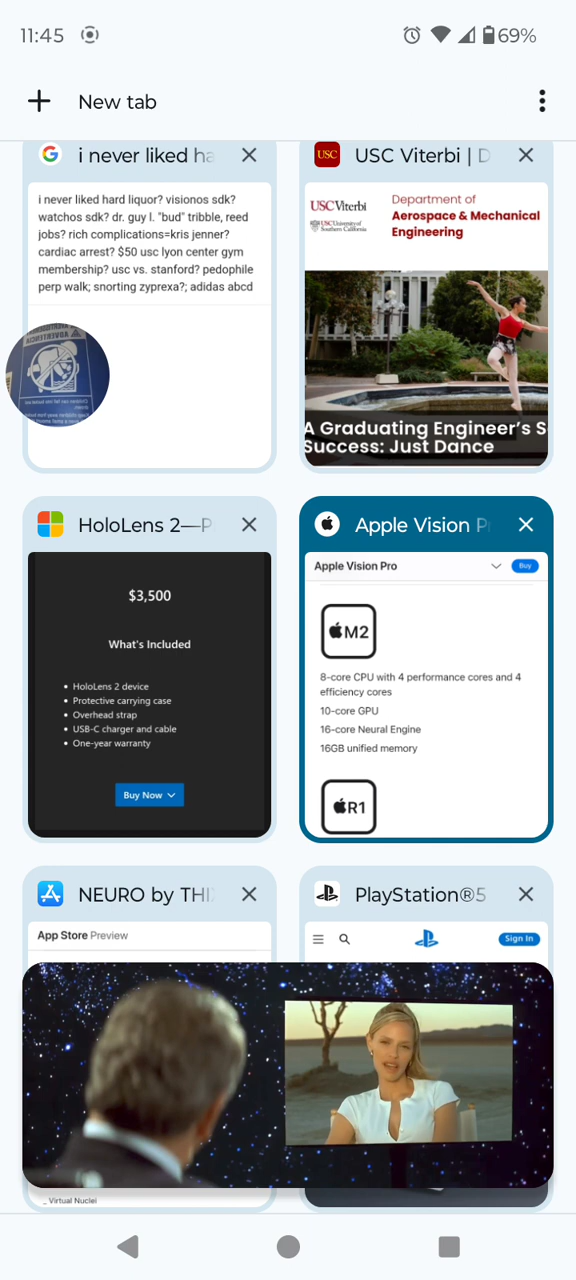 11:45
69%
New tab
i never liked ha
USC
USC Viterbi | D
i never liked hard liquor? visionos sdk?
watchos sdk? dr. guy l. "bud" tribble, reed
jobs? rich complications=kris jenner?
cardiac arrest? $50 usc lyon center gym
membership? usc vs. stanford? pedophile
perp walk; snorting zyprexa?; adidas abcd
USCViterbi
USC University of
Southern California
Department of
Aerospace & Mechanical
Engineering
ADVERTENCIA
A Graduating Engineer’s S
Success: Just Dance
HoloLens 2—P
Apple Vision P
$3,500
What's Included
• HoloLens 2 device
• Protective carrying case
• Overhead strap
• USB-C charger and cable
• One-year warranty
Buy Now
Apple Vision Pro
Buy
M2
8-core CPU with 4 performance cores and 4
efficiency cores
10-core GPU
16-core Neural Engine
16GB unified memory
R1
NEURO by THI
PlayStation®5
App Store Preview
Sign In
_ Virtual Nuclei